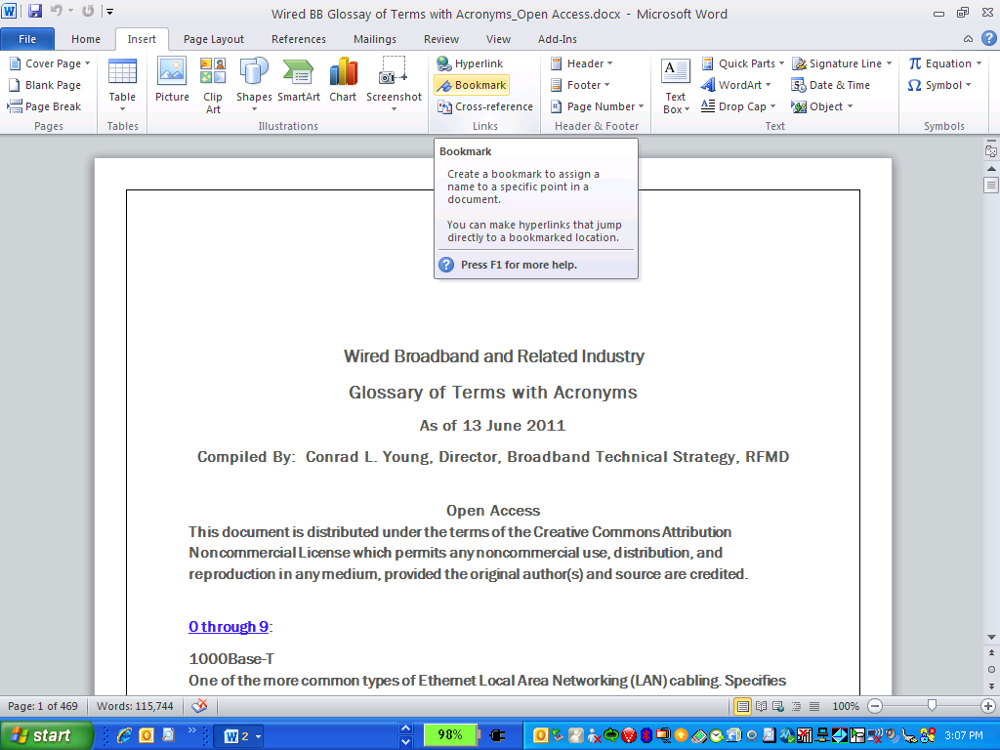 Wired BB Glossay of Terms with Acronyms_Open Access.docx - Microsoft Word
File Home Insert Page Layout References Mailings Review View Add-Ins
Cover Page
Blank Page
Page Break
Pages
Table
Tables
Picture
Clip
Art
Shapes
SmartArt
Chart
Screenshot
Illustrations
Hyperlink
Bookmark
Cross-reference
Links
Header
Footer
Page Number
Header & Footer
Text
Box
Quick Parts
WordArt
Drop Cap
Signature Line
Date & Time
Object
Text
Equation
Symbol
Symbols
Bookmark
Create a bookmark to assign a
name to a specific point in a
document.
You can make hyperlinks that jump
directly to a bookmarked location.
Press F1 for more help.
Wired Broadband and Related Industry
Glossary of Terms with Acronyms
As of 13 June 2011
Compiled By: Conrad L. Young, Director, Broadband Technical Strategy, RFMD
Open Access
This document is distributed under the terms of the Creative Commons Attribution
Noncommercial License which permits any noncommercial use, distribution, and
reproduction in any medium, provided the original author(s) and source are credited.
0 through 9:
1000Base-T
One of the more common types of Ethernet Local Area Networking (LAN) cabling. Specifies
Page: 1 of 469 Words: 115,744 100%
start 2 98% 3:07 PM